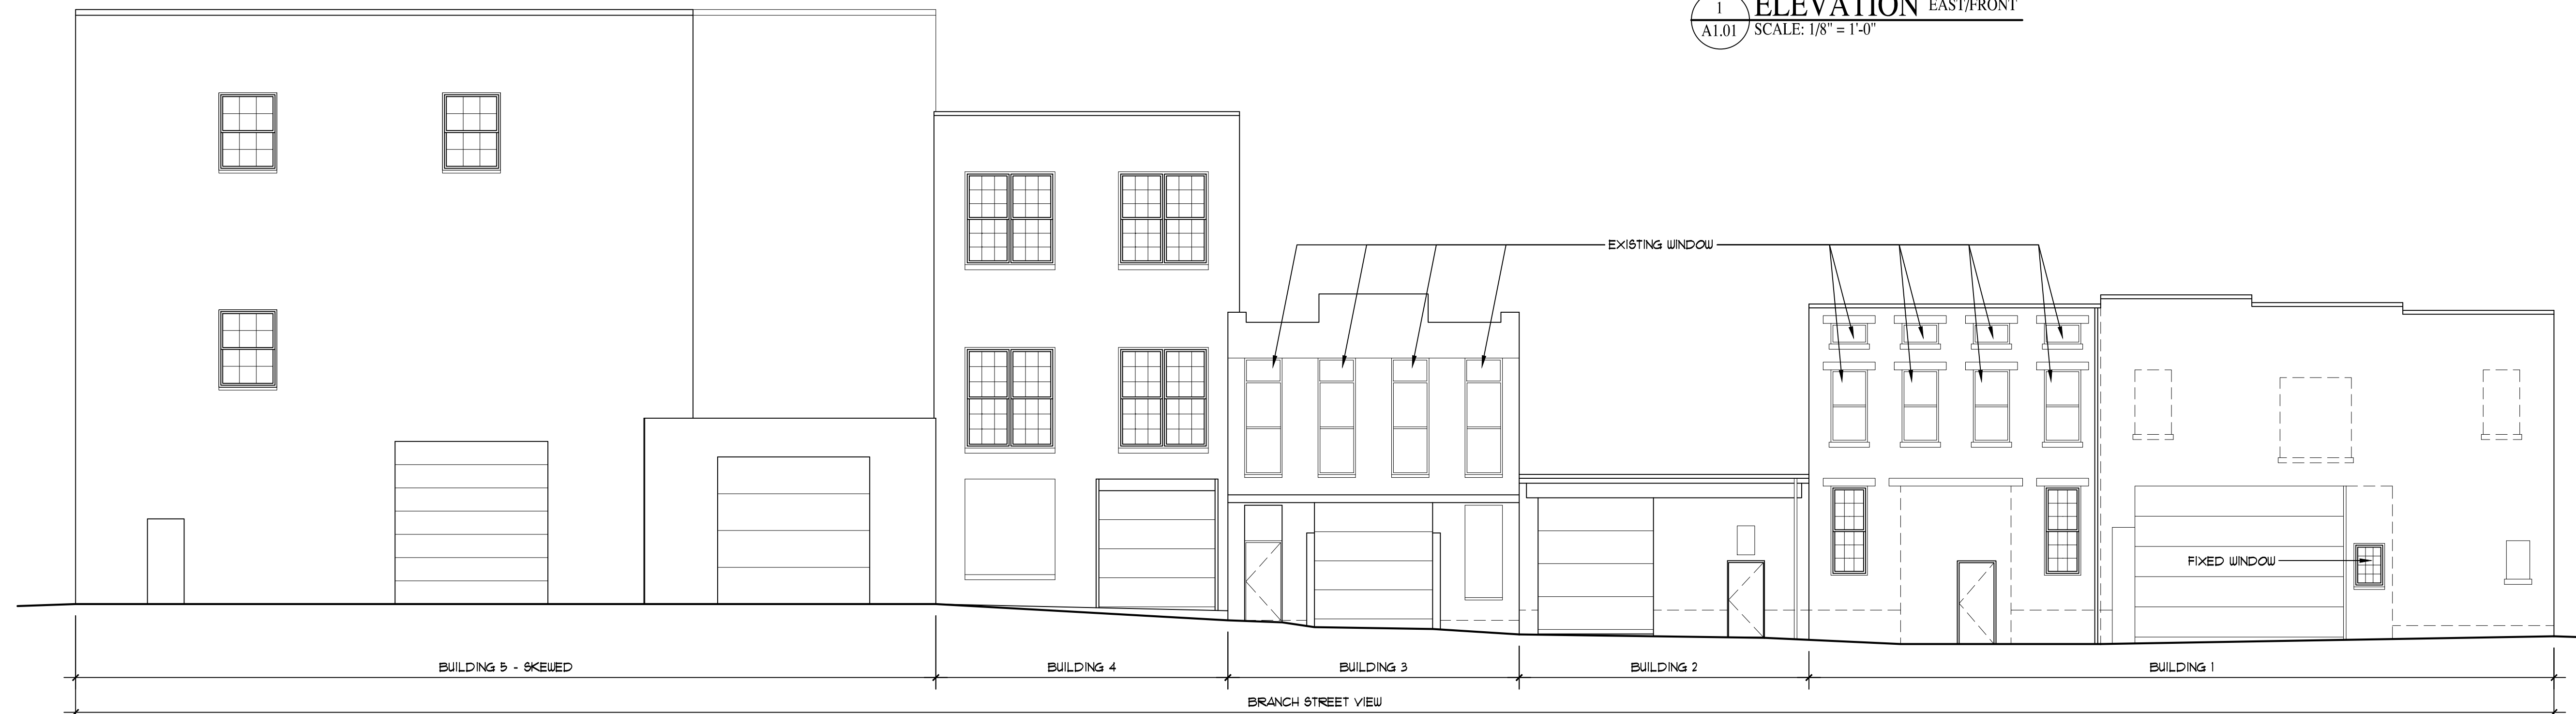 1
ELEVATION EAST/FRONT
A1.01
SCALE: 1/8" = 1'-0"
EXISTING WINDOW
FIXED WINDOW
BUILDING 5 - SKEWED
BUILDING 4
BUILDING 3
BUILDING 2
BUILDING 1
BRANCH STREET VIEW